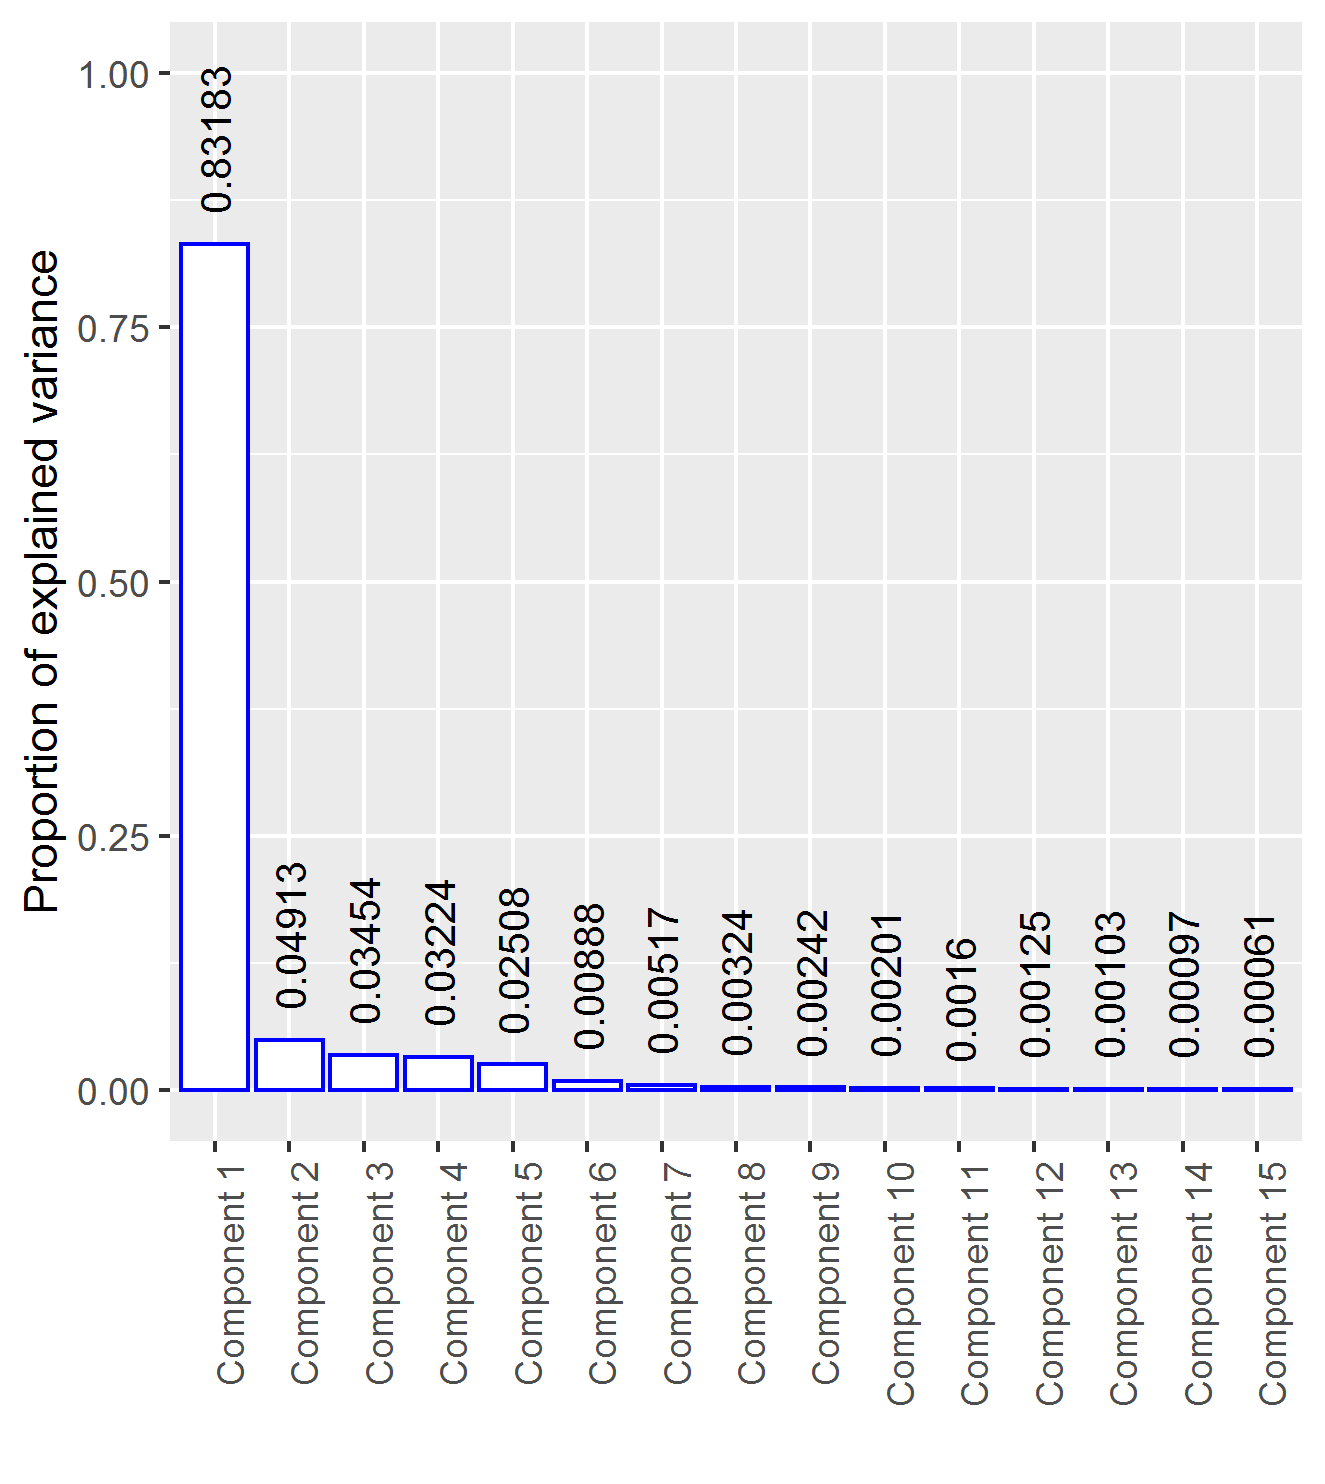 Proportion of explained variance
1.00
0.75
0.50
0.25
0.00
0.83183
0.04913
0.03454
0.03224
0.02508
0.00888
0.00517
0.00324
0.00242
0.00201
0.0016
0.00125
0.00103
0.00097
0.00061
Component 1
Component 2
Component 3
Component 4
Component 5
Component 6
Component 7
Component 8
Component 9
Component 10
Component 11
Component 12
Component 13
Component 14
Component 15